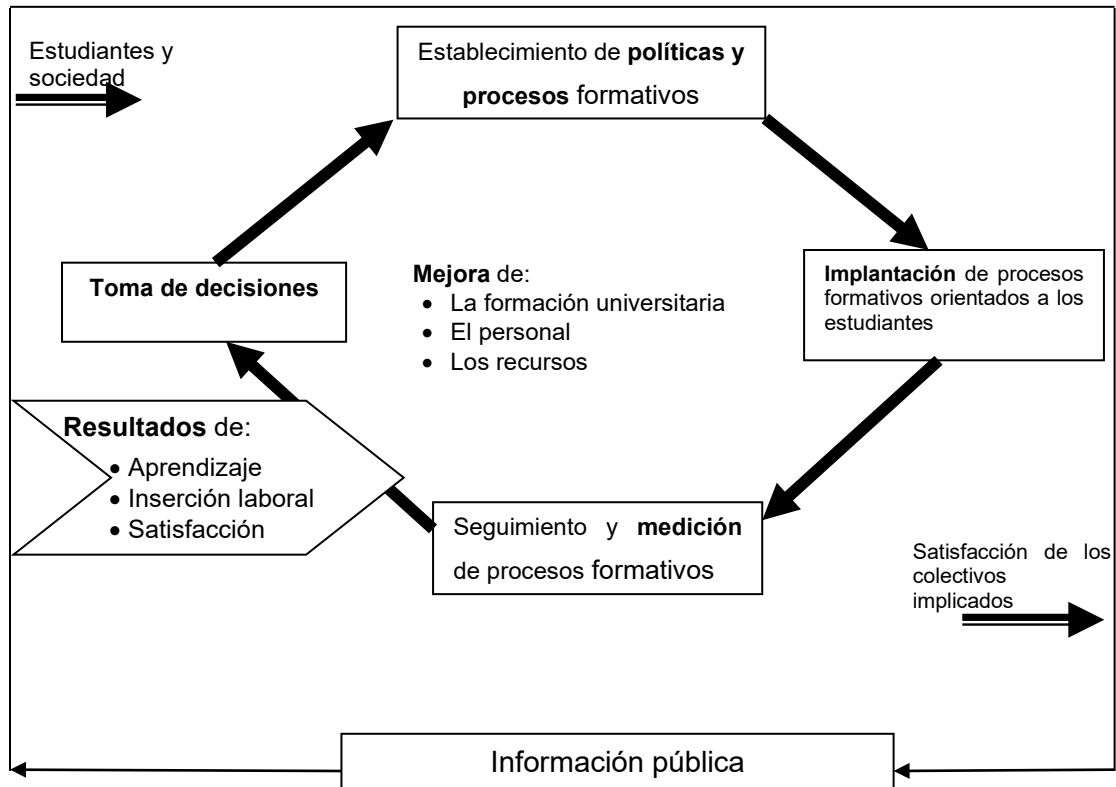 Estudiantes y
sociedad
Establecimiento de políticas y
procesos formativos
Toma de decisiones
Mejora de:
• La formación universitaria
• El personal
• Los recursos
Implantación de procesos
formativos orientados a los
estudiantes
Resultados de:
• Aprendizaje
• Inserción laboral
• Satisfacción
Seguimiento y medición
de procesos formativos
Satisfacción de los
colectivos
implicados
Información pública